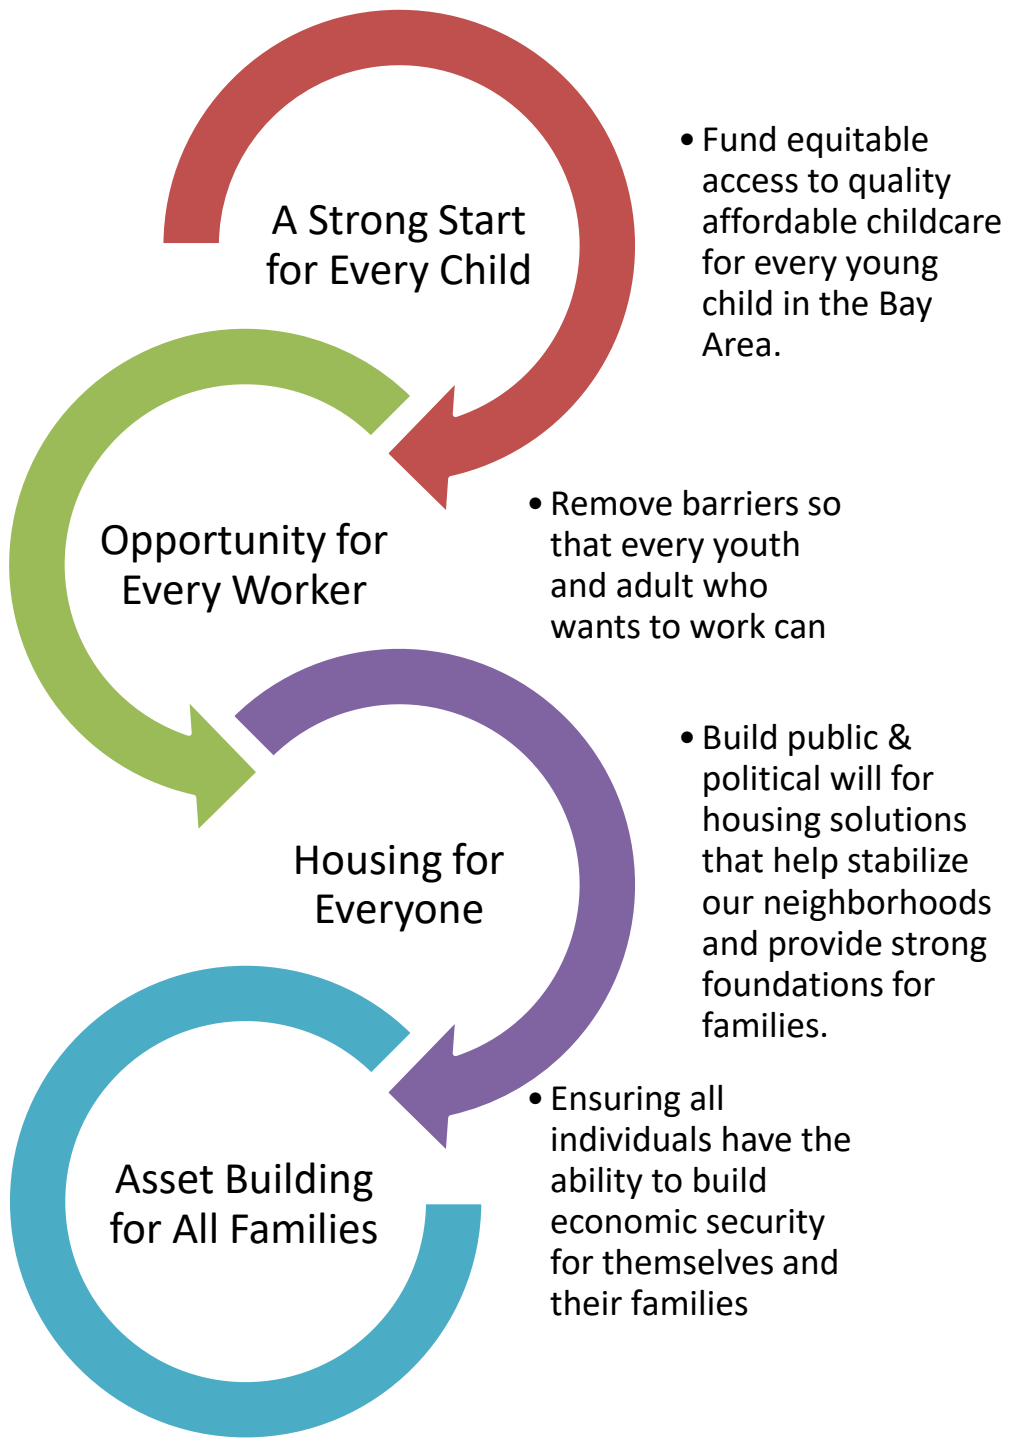 A Strong Start
for Every Child
• Fund equitable
access to quality
affordable childcare
for every young
child in the Bay
Area.
Opportunity for
Every Worker
• Remove barriers so
that every youth
and adult who
wants to work can
Housing for
Everyone
• Build public &
political will for
housing solutions
that help stabilize
our neighborhoods
and provide strong
foundations for
families.
Asset Building
for All Families
• Ensuring all
individuals have the
ability to build
economic security
for themselves and
their families